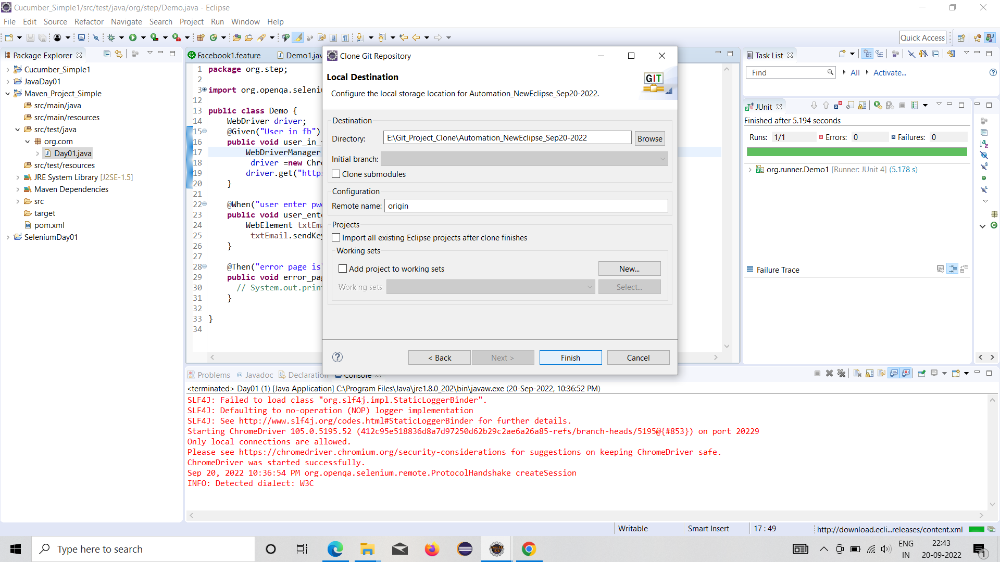 Cucumber_Simple1/src/test/java/org/step/Demo.java - Eclipse
File Edit Source Refactor Navigate Search Project Run Window Help
Quick Access
Package Explorer
Cucumber_Simple1
JavaDay01
Maven_Project_Simple
src/main/java
src/main/resources
src/test/java
org.com
Day01.java
src/test/resources
JRE System Library [J2SE-1.5]
Maven Dependencies
src
target
pom.xml
SeleniumDay01
Facebook1.feature
Demo1.jav
1 package org.step;
2
3 import org.openqa.seleniu
12
13 public class Demo {
14 WebDriver driver;
15 @Given("User in fb")
16 public void user_in_
17 WebDriverManager
18 driver =new Chro
19 driver.get("http
20 }
21
22 @When("user enter pw
23 public void user_ente
24 WebElement txtEma
25 txtEmail.sendKey
26 }
27
28 @Then("error page is"
29 public void error_pag
30 // System.out.print
31 }
32
33 }
34
Clone Git Repository
Local Destination
Configure the local storage location for Automation_NewEclipse_Sep20-2022.
GIT
Destination
Directory: E:\Git_Project_Clone\Automation_NewEclipse_Sep20-2022 Browse
Initial branch:
Clone submodules
Configuration
Remote name: origin
Projects
Import all existing Eclipse projects after clone finishes
Working sets
Add project to working sets New...
Working sets: Select...
< Back Next > Finish Cancel
Task List
Find All Activate...
JUnit
Finished after 5.194 seconds
Runs: 1/1 Errors: 0 Failures: 0
org.runner.Demo1 [Runner: JUnit 4] (5.178 s)
Failure Trace
Problems @ Javadoc Declaration Console
<terminated> Day01 (1) [Java Application] C:\Program Files\Java\jre1.8.0_202\bin\javaw.exe (20-Sep-2022, 10:36:52 PM)
SLF4J: Failed to load class "org.slf4j.impl.StaticLoggerBinder".
SLF4J: Defaulting to no-operation (NOP) logger implementation
SLF4J: See http://www.slf4j.org/codes.html#StaticLoggerBinder for further details.
Starting ChromeDriver 105.0.5195.52 (412c95e518836d8a7d97250d62b29c2ae6a26a85-refs/branch-heads/5195@{#853}) on port 20229
Only local connections are allowed.
Please see https://chromedriver.chromium.org/security-considerations for suggestions on keeping ChromeDriver safe.
ChromeDriver was started successfully.
Sep 20, 2022 10:36:54 PM org.openqa.selenium.remote.ProtocolHandshake createSession
INFO: Detected dialect: W3C
Writable Smart Insert 17 : 49 http://download.ecli...releases/content.xml
Type here to search
ENG
IN
22:43
20-09-2022
1